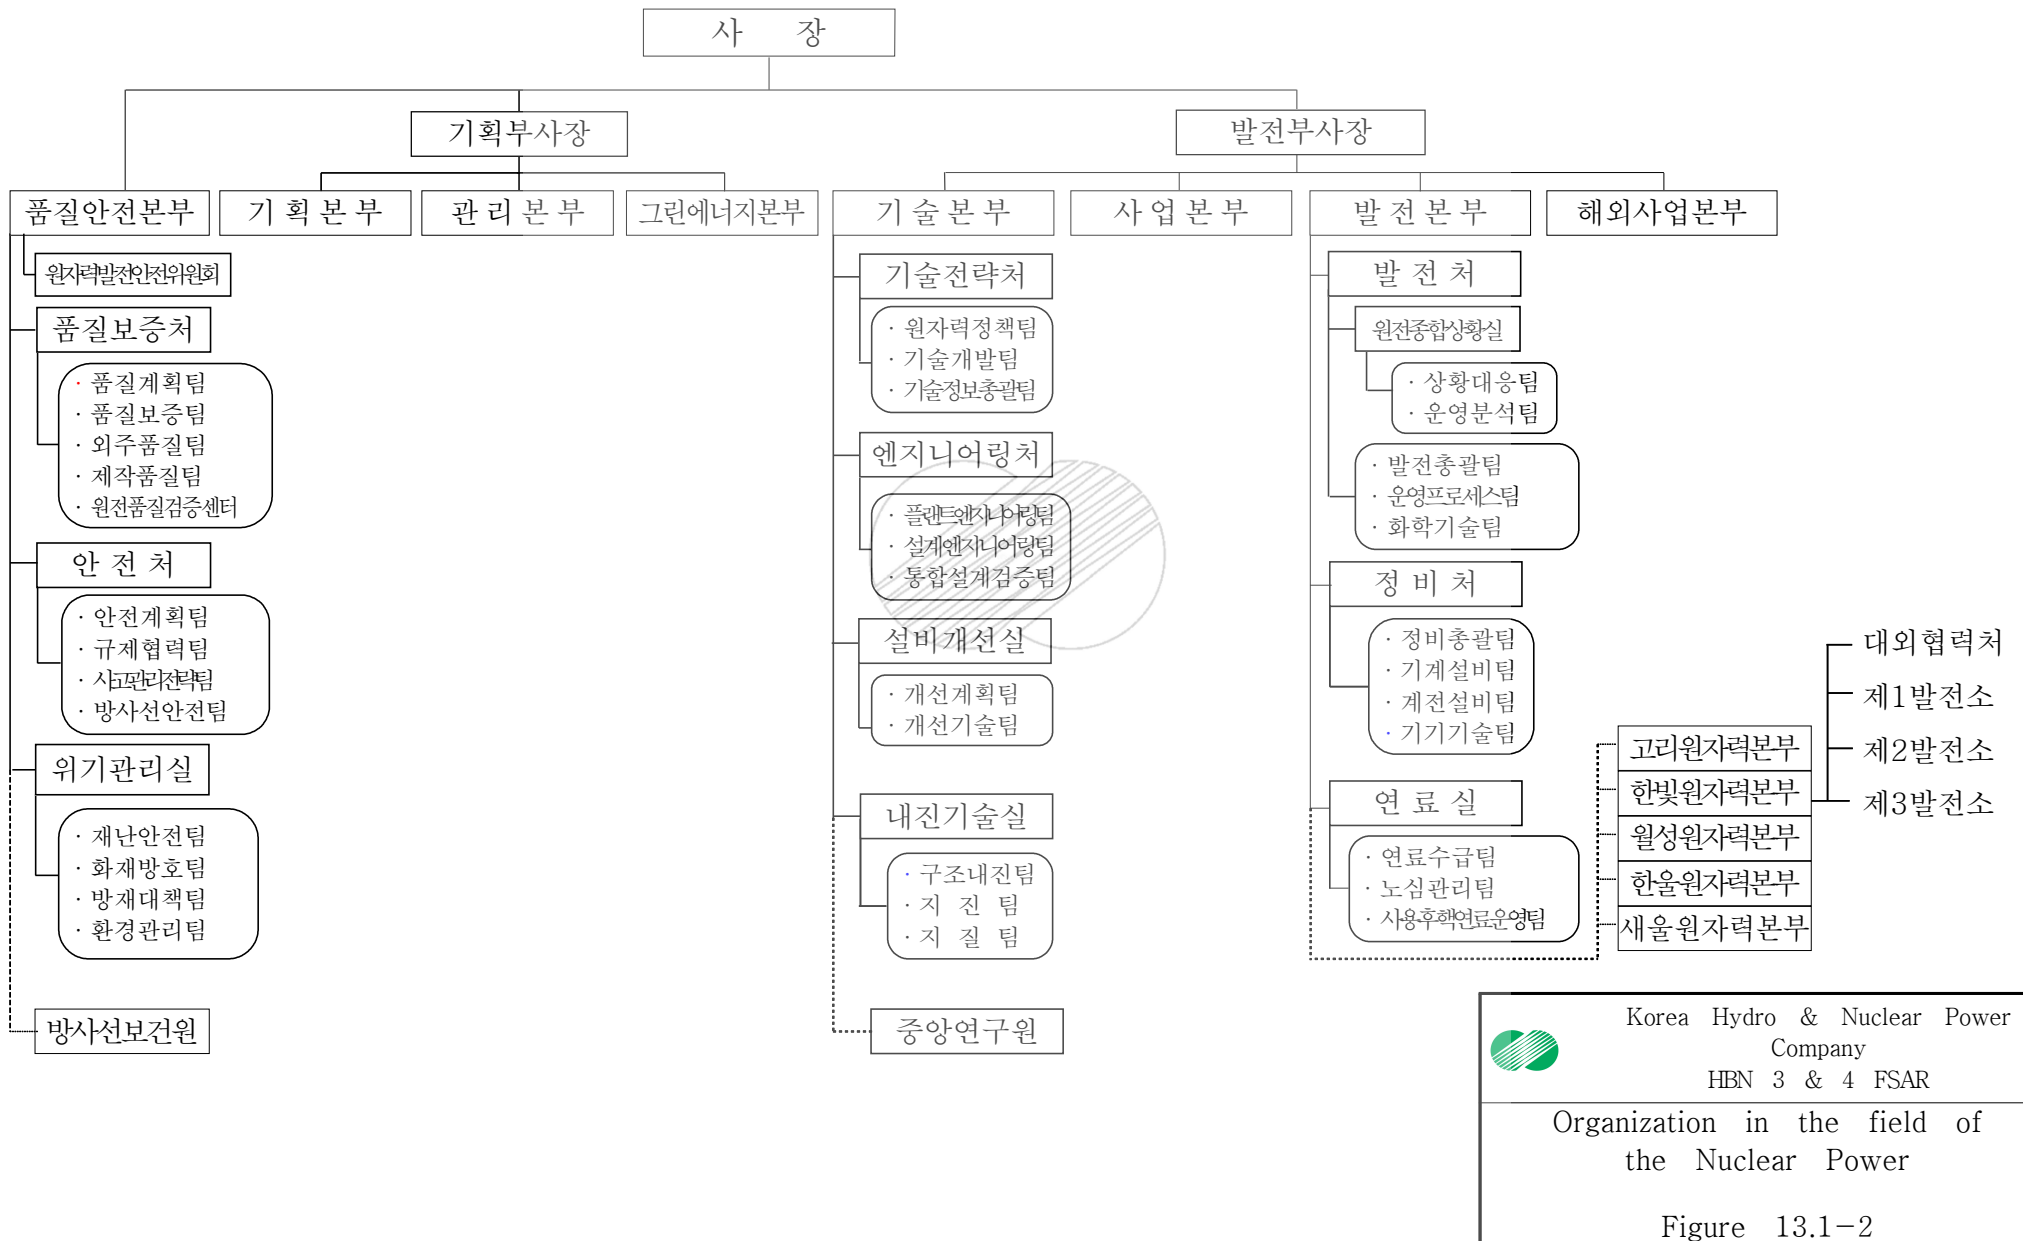 사 장
기획부사장
발전부사장
품질안전본부
기 획 본 부
관 리 본 부
그린에너지본부
기 술 본 부
사 업 본 부
발 전 본 부
해외사업본부
원자력발전안전위원회
품질보증처
· 품질계획팀
· 품질보증팀
· 외주품질팀
· 제작품질팀
· 원전품질검증센터
안 전 처
· 안전계획팀
· 규제협력팀
· 사고관리전략팀
· 방사선안전팀
위기관리실
· 재난안전팀
· 화재방호팀
· 방재대책팀
· 환경관리팀
방사선보건원
기술전략처
· 원자력정책팀
· 기술개발팀
· 기술정보총괄팀
엔지니어링처
· 플랜트엔지니어링팀
· 설계엔지니어링팀
· 통합설계검증팀
설비개선실
· 개선계획팀
· 개선기술팀
내진기술실
· 구조내진팀
· 지 진 팀
· 지 질 팀
중앙연구원
발 전 처
원전종합상황실
· 상황대응팀
· 운영분석팀
· 발전총괄팀
· 운영프로세스팀
· 화학기술팀
정 비 처
· 정비총괄팀
· 기계설비팀
· 계전설비팀
· 기기기술팀
연 료 실
· 연료수급팀
· 노심관리팀
· 사용후핵연료운영팀
고리원자력본부
한빛원자력본부
월성원자력본부
한울원자력본부
새울원자력본부
대외협력처
제1발전소
제2발전소
제3발전소
Korea Hydro & Nuclear Power
Company
HBN 3 & 4 FSAR
Organization in the field of
the Nuclear Power
Figure 13.1-2